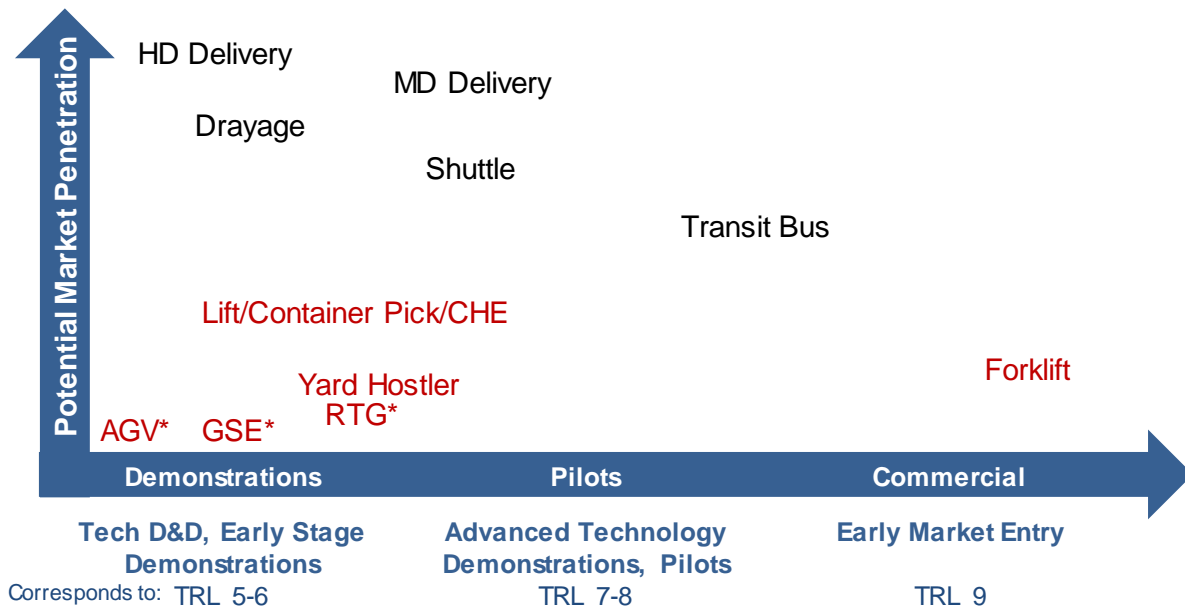 Potential Market Penetration
HD Delivery
MD Delivery
Drayage
Shuttle
Transit Bus
Lift/Container Pick/CHE
Forklift
Yard Hostler
RTG*
AGV*
GSE*
Demonstrations
Pilots
Commercial
Tech D&D, Early Stage
Demonstrations
Advanced Technology
Demonstrations, Pilots
Early Market Entry
Corresponds to:
TRL 5-6
TRL 7-8
TRL 9